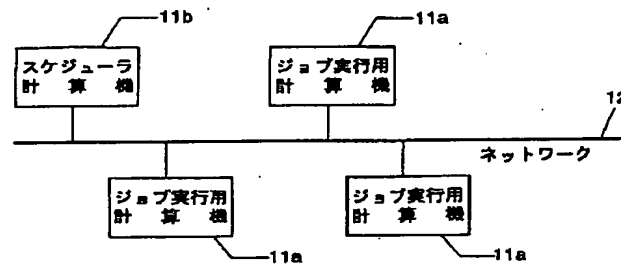 11b
11a
スケジューラ
計算機
ジョブ実行用
計算機
12
ネットワーク
ジョブ実行用
計算機
ジョブ実行用
計算機
11a
11a